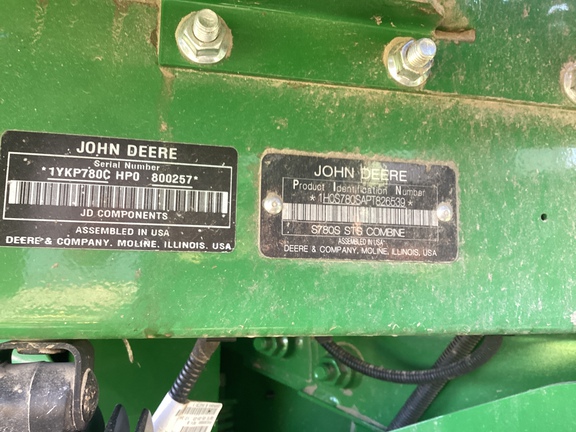 JOHN DEERE
Serial Number
*1YKP780C HP0 800257*
JD COMPONENTS
ASSEMBLED IN USA
DEERE & COMPANY, MOLINE, ILLINOIS, USA
JOHN DEERE
Product Identification Number
*1H0S780SAPT826539*
S780S STS COMBINE
ASSEMBLED IN USA
DEERE & COMPANY, MOLINE, ILLINOIS, USA